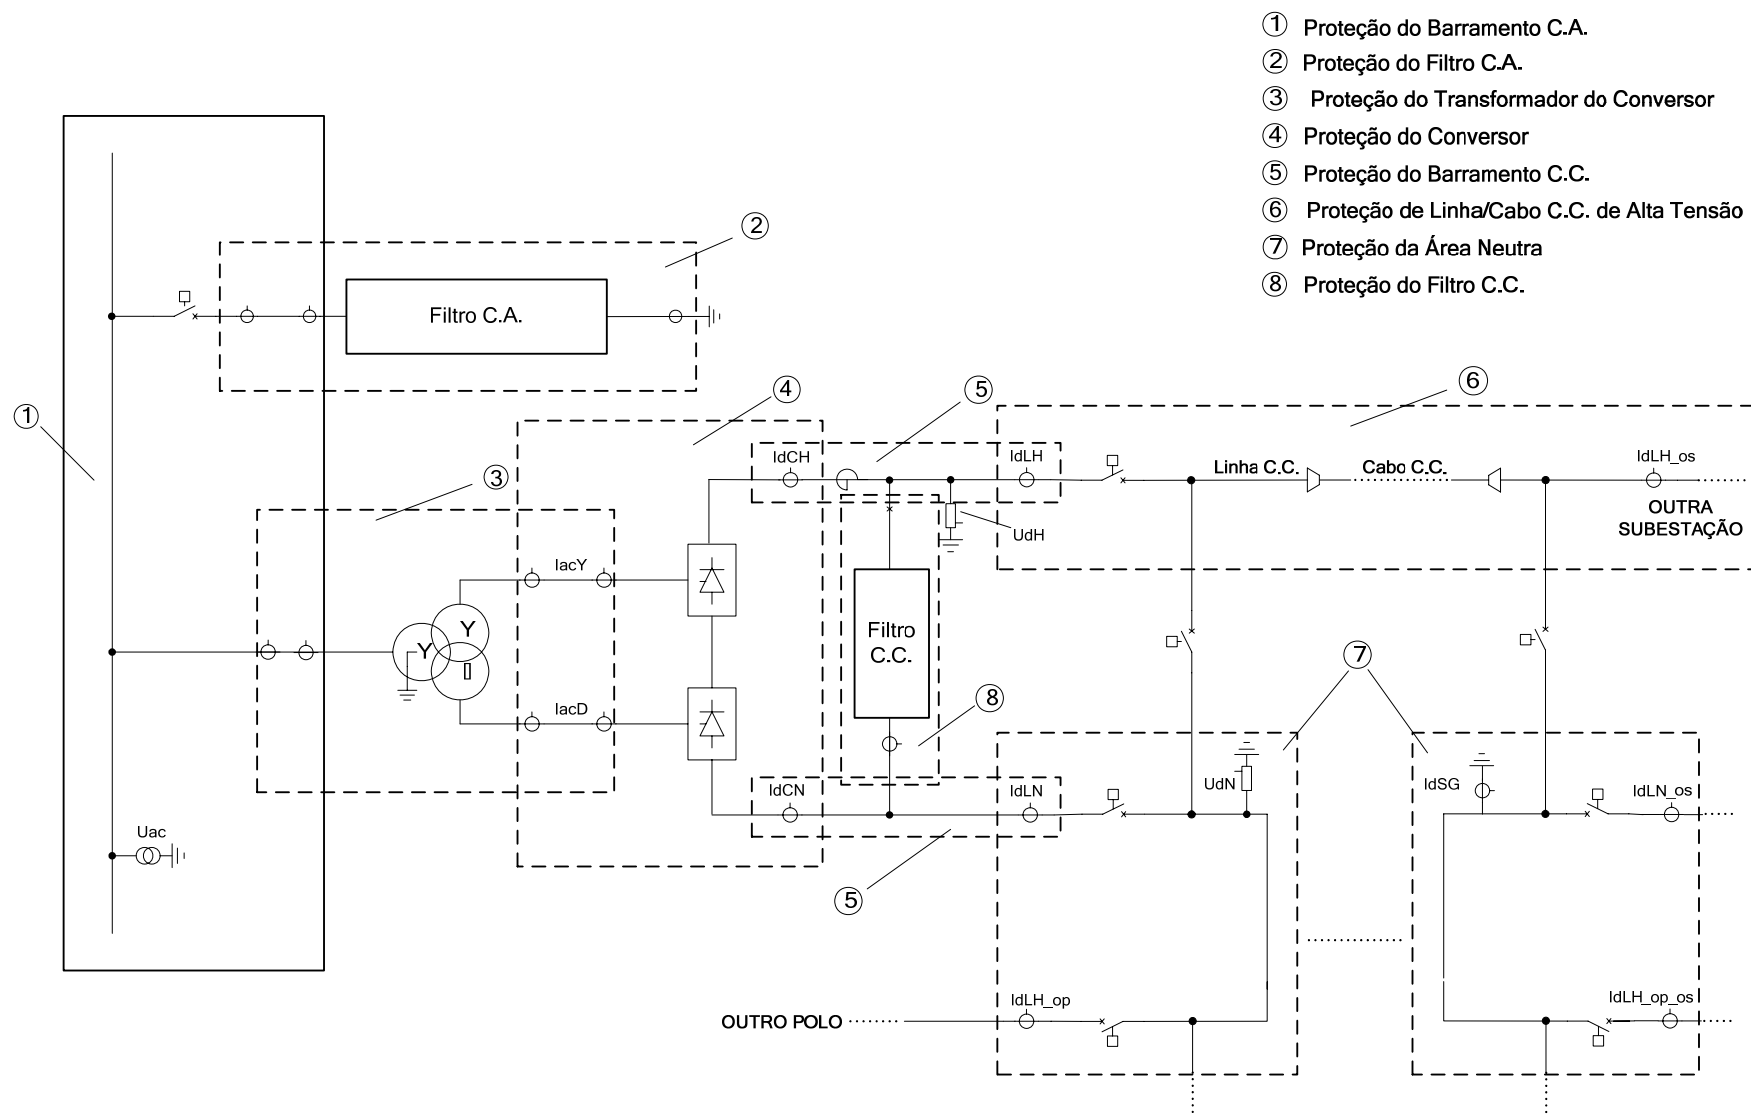 ① Proteção do Barramento C.A.
② Proteção do Filtro C.A.
③ Proteção do Transformador do Conversor
④ Proteção do Conversor
⑤ Proteção do Barramento C.C.
⑥ Proteção de Linha/Cabo C.C. de Alta Tensão
⑦ Proteção da Área Neutra
⑧ Proteção do Filtro C.C.
②
Filtro C.A.
①
④
⑤
⑥
③
IdCH
IdLH
Linha C.C.
Cabo C.C.
IdLH_os
OUTRA
SUBESTAÇÃO
UdH
IacY
Y
Y
Filtro
C.C.
⑦
⑧
IacD
IdCN
IdLN
UdN
IdSG
IdLN_os
Uac
⑤
OUTRO POLO
IdLH_op
IdLH_op_os